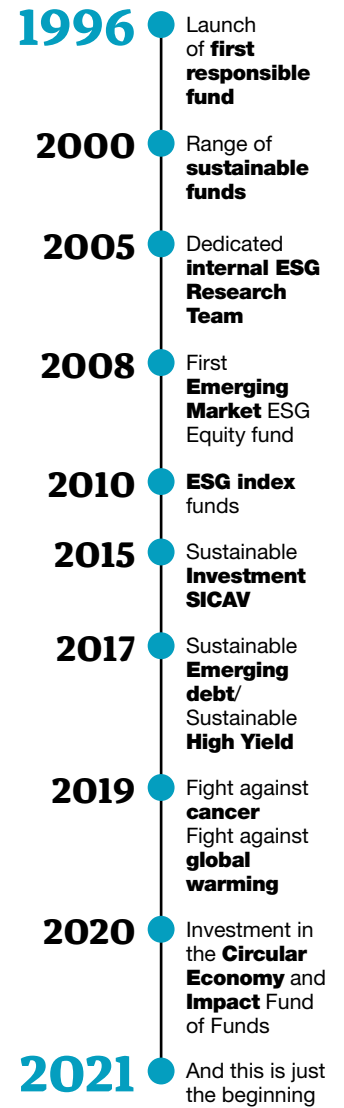 1996
Launch
of first
responsible
fund
2000
Range of
sustainable
funds
2005
Dedicated
internal ESG
Research
Team
2008
First
Emerging
Market ESG
Equity fund
2010
ESG index
funds
2015
Sustainable
Investment
SICAV
2017
Sustainable
Emerging
debt/
Sustainable
High Yield
2019
Fight against
cancer
Fight against
global
warming
2020
Investment in
the Circular
Economy and
Impact Fund
of Funds
2021
And this is just
the beginning